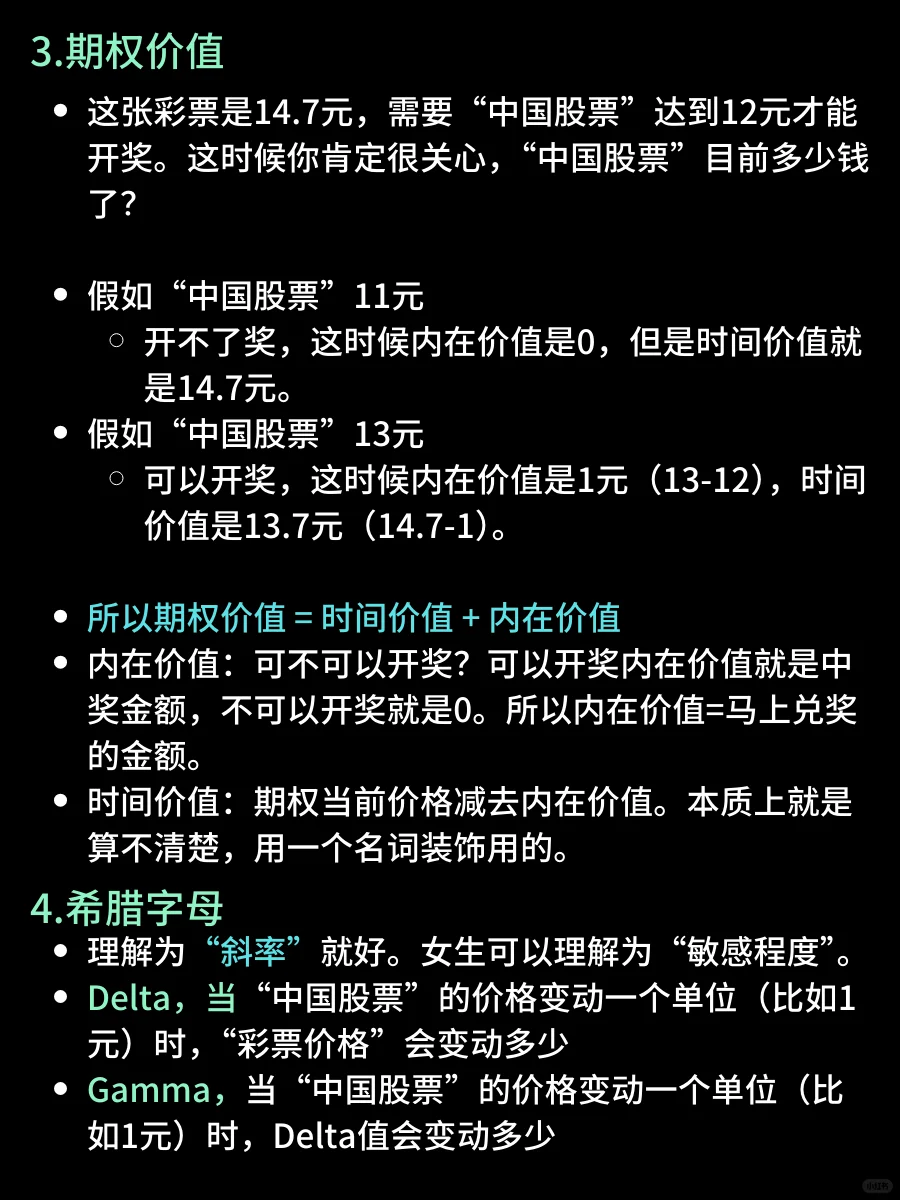 3.期权价值
• 这张彩票是14.7元，需要“中国股票”达到12元才能
开奖。这时候你肯定很关心，“中国股票”目前多少钱
了？
• 假如“中国股票”11元
○ 开不了奖，这时候内在价值是0，但是时间价值就
是14.7元。
• 假如“中国股票”13元
○ 可以开奖，这时候内在价值是1元（13-12），时间
价值是13.7元（14.7-1）。
• 所以期权价值 = 时间价值 + 内在价值
• 内在价值：可不可以开奖？可以开奖内在价值就是中
奖金额，不可以开奖就是0。所以内在价值=马上兑奖
的金额。
• 时间价值：期权当前价格减去内在价值。本质上就是
算不清楚，用一个名词装饰用的。
4.希腊字母
• 理解为“斜率”就好。女生可以理解为“敏感程度”。
• Delta，当“中国股票”的价格变动一个单位（比如1
元）时，“彩票价格”会变动多少
• Gamma，当“中国股票”的价格变动一个单位（比
如1元）时，Delta值会变动多少
小红书